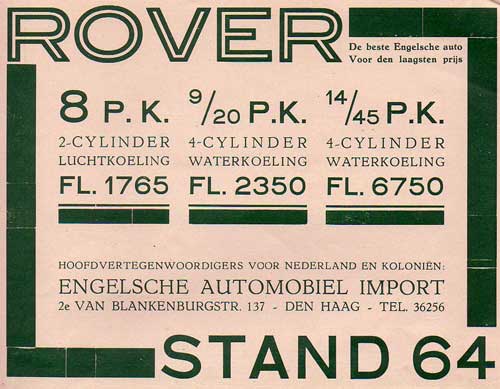 ROVER
De beste Engelsche auto
Voor den laagsten prijs
8 P.K.
2-CYLINDER
LUCHTKOELING
FL. 1765
9/20 P.K.
4-CYLINDER
WATERKOELING
FL. 2350
14/45 P.K.
4-CYLINDER
WATERKOELING
FL. 6750
HOOFDVERTEGENWOORDIGERS VOOR NEDERLAND EN KOLONIËN:
ENGELSCHE AUTOMOBIEL IMPORT
2e VAN BLANKENBURGSTR. 137 - DEN HAAG - TEL. 36256
STAND 64